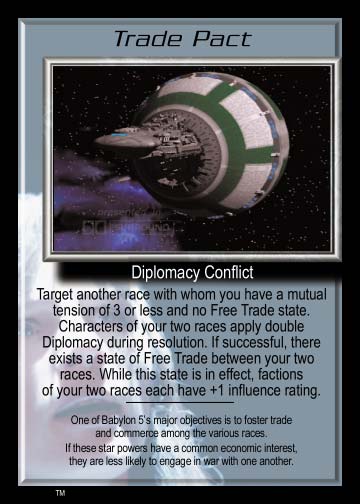 Trade Pact
Diplomacy Conflict
Target another race with whom you have a mutual
tension of 3 or less and no Free Trade state.
Characters of your two races apply double
Diplomacy during resolution. If successful, there
exists a state of Free Trade between your two
races. While this state is in effect, factions
of your two races each have +1 influence rating.
One of Babylon 5's major objectives is to foster trade
and commerce among the various races.
If these star powers have a common economic interest,
they are less likely to engage in war with one another.
TM